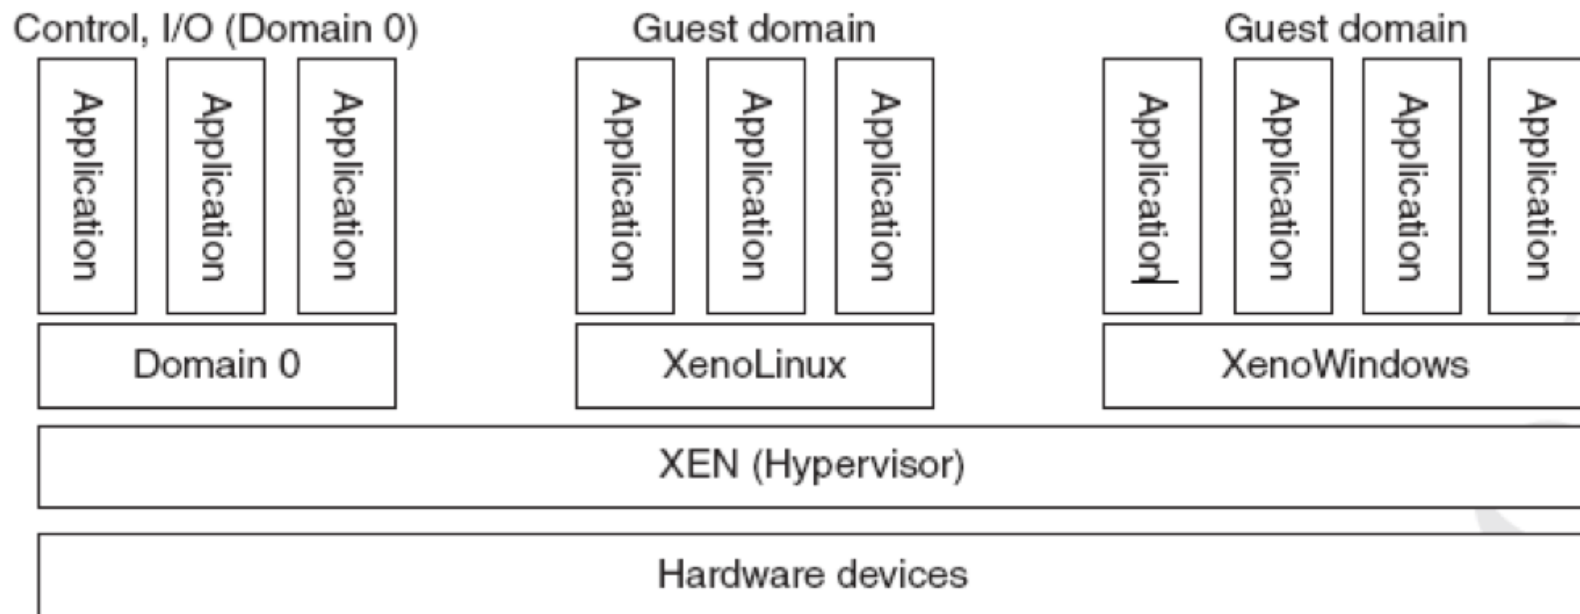 Control, I/O (Domain 0)
Guest domain
Guest domain
Application
Application
Application
Application
Application
Application
Application
Application
Application
Application
Domain 0
XenoLinux
XenoWindows
XEN (Hypervisor)
Hardware devices